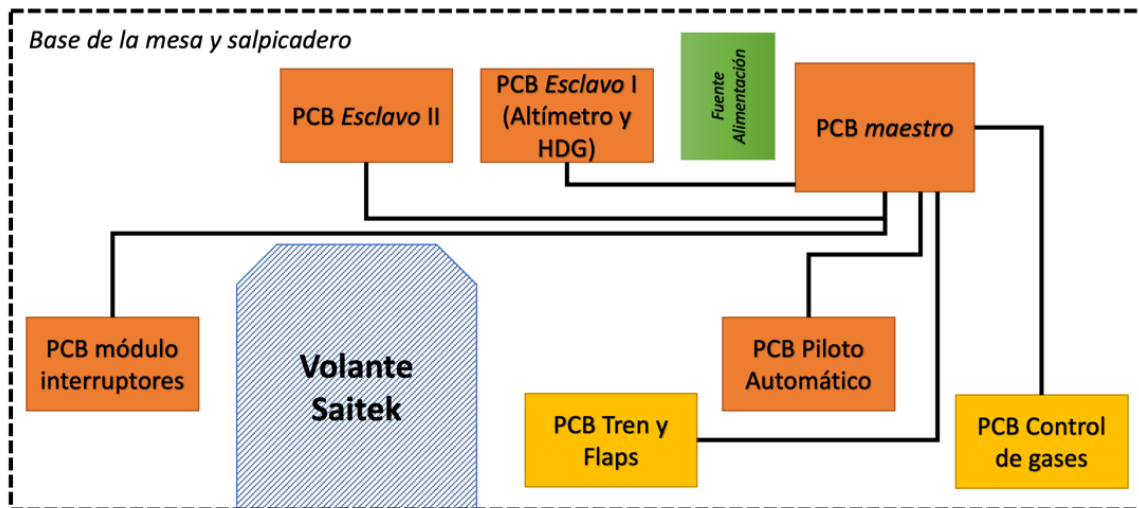 Base de la mesa y salpicadero
PCB Esclavo II
PCB Esclavo I
(Altímetro y
HDG)
Fuente
Alimentación
PCB maestro
PCB módulo
interruptores
Volante
Saitek
PCB Piloto
Automático
PCB Tren y
Flaps
PCB Control
de gases